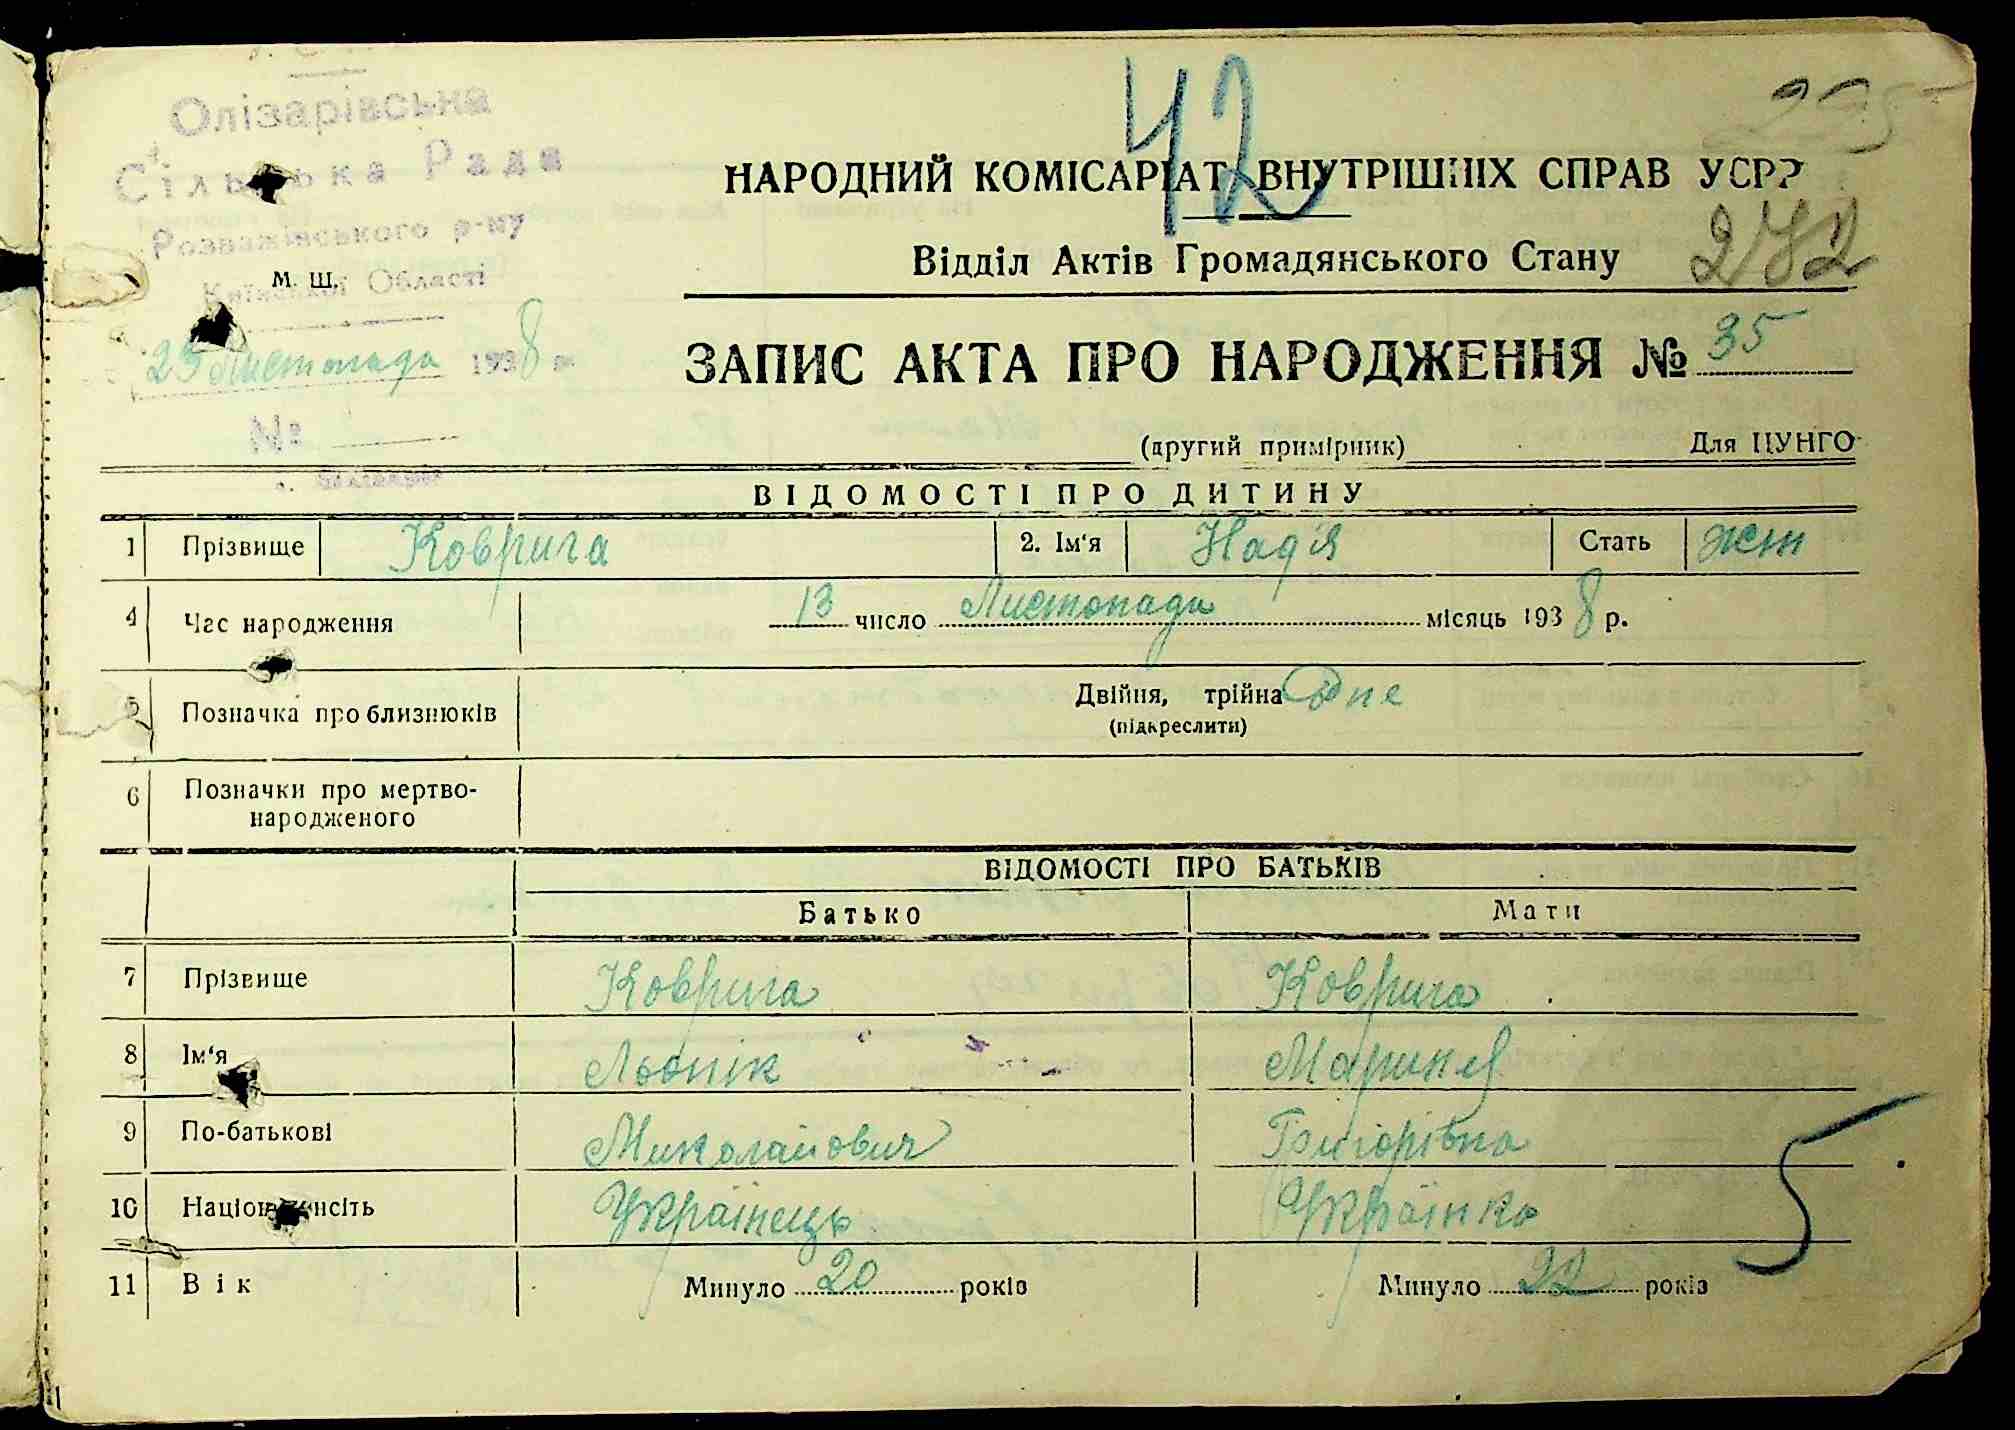 42
225
Олізарівська
Сільська Рада
Розважівського р-ну
Київської Області
М. Ш.
НАРОДНИЙ КОМІСАРІАТ ВНУТРІШНІХ СПРАВ УСРР
Відділ Актів Громадянського Стану
272
23 Листопада 1938 р.
ЗАПИС АКТА ПРО НАРОДЖЕННЯ № 35
№
(другий примірник) Для ЦУНГО
ВІДОМОСТІ ПРО ДИТИНУ
1 Прізвище Коврига 2. Ім'я Надія Стать жін
4 Час народження 13 число Листопада місяць 1938 р.
5 Позначка про близнюків Двійня, трійна Одне
(підкреслити)
6 Позначки про мертво-
народженого
ВІДОМОСТІ ПРО БАТЬКІВ
Батько Мати
7 Прізвище Коврига Коврига
8 Ім'я
9 По-батькові Миколайович Григорівна
10 Національнсіть Українець Українка
11 Вік Минуло 20 років Минуло 22 років
5